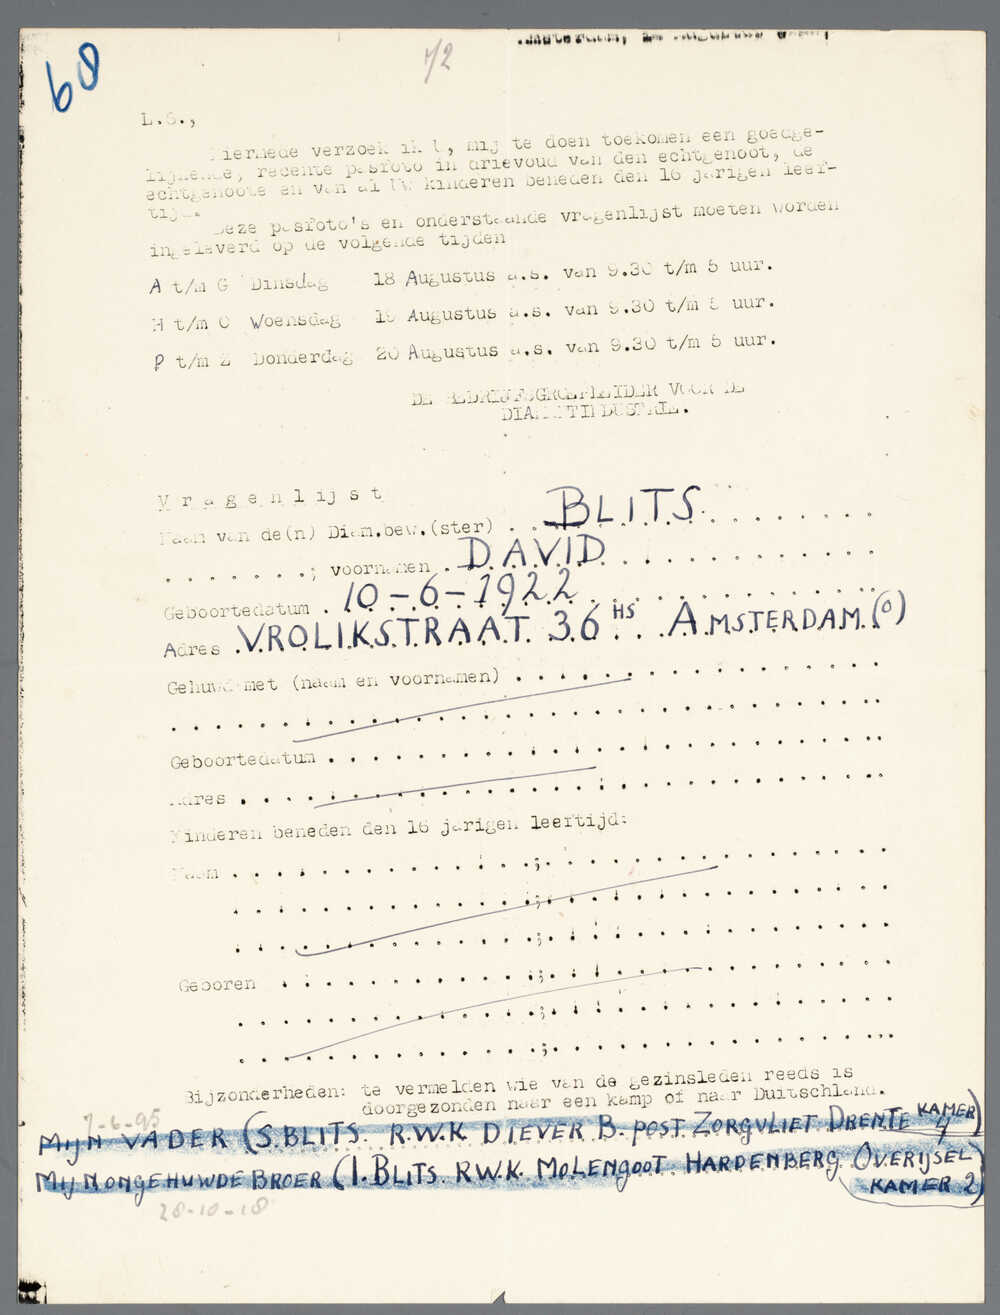 68
72
L.S.,
Hiermede verzoek ik U, mij te doen toekomen een goedge-
lijkende, recente pasfoto in drievoud van den echtgenoot, de
echtgenoote en van al Uw kinderen beneden den 16 jarigen leef-
tijd.
Deze pasfoto's en onderstaande vragenlijst moeten worden
ingeleverd op de volgende tijden
A t/m G Dinsdag 18 Augustus a.s. van 9.30 t/m 5 uur.
H t/m O Woensdag 19 Augustus a.s. van 9.30 t/m 5 uur.
P t/m Z Donderdag 20 Augustus a.s. van 9.30 t/m 5 uur.
DE BEDRIJFSGROEPLEIDER VOOR DE
DIAMANTINDUSTRIE.
Vragenlijst
Naam van de(n) Diam.bew.(ster) . BLITS
. . . . . . .; voornamen . DAVID
Geboortedatum . 10-6-1922
Adres . VROLIKSTRAAT 36 HS AMSTERDAM (O)
Gehuwd met (naam en voornamen) . . . . . . . . . .
Geboortedatum . . . . . . . . . .
Adres . . . . . . . . . .
Kinderen beneden den 16 jarigen leeftijd:
Naam . . . . . . . . . . ; . . . . . . . . . .
. . . . . . . . . . ; . . . . . . . . . .
. . . . . . . . . . ; . . . . . . . . . .
Geboren . . . . . . . . . . ; . . . . . . . . . .
. . . . . . . . . . ; . . . . . . . . . .
. . . . . . . . . . ; . . . . . . . . . .
Bijzonderheden: te vermelden wie van de gezinsleden reeds is
doorgezonden naar een kamp of naar Duitschland.
7-6-95
MIJN VADER (S. BLITS. R.W.K. DIEVER B. POST ZORGVLIET DRENTE KAMER 4)
MIJN ONGEHUWDE BROER (I. BLITS. R.W.K. MOLENGOOT. HARDENBERG OVERIJSEL
KAMER 2)
28-10-18